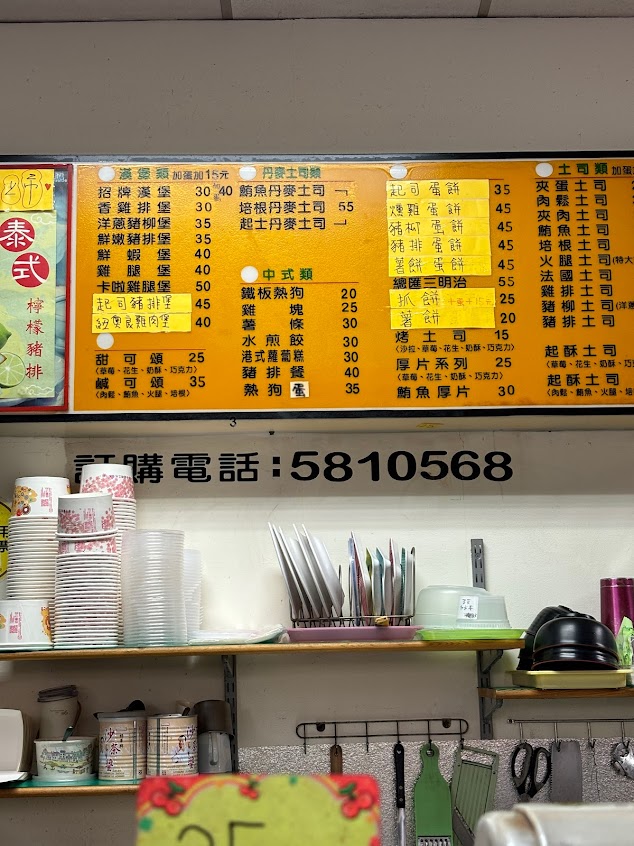 泰
式
檸檬豬排
漢堡類 加蛋加15元
招牌漢堡 30 40
香雞排堡 30
洋蔥豬柳堡 35
鮮嫩豬排堡 35
鮮蝦堡 40
雞腿堡 40
卡啦雞腿堡 50
起司豬排堡 45
紐奧良雞肉堡 40
甜可頌 25
(草莓、花生、奶酥、巧克力)
鹹可頌 35
(肉鬆、鮪魚、火腿、培根)
丹麥土司類
鮪魚丹麥土司
培根丹麥土司 55
起士丹麥土司
中式類
鐵板熱狗 20
雞塊 25
薯條 30
水煎餃 30
港式蘿蔔糕 30
豬排餐 40
熱狗蛋 35
起司蛋餅 35
燻雞蛋餅 45
豬柳蛋餅 45
豬排蛋餅 45
薯餅蛋餅 45
總匯三明治 55
抓餅 +蛋+15元 25
薯餅 20
烤土司 15
(沙拉、草莓、花生、奶酥、巧克力)
厚片系列 25
(草莓、花生、奶酥、巧克力)
鮪魚厚片 30
土司類 加蛋加
夾蛋土司
肉鬆土司
夾肉土司
鮪魚土司
培根土司
火腿土司(特大
法國土司
豬柳土司(洋蔥
豬排土司
起酥土司
(草莓、花生、奶酥、巧克力
起酥土司
(肉鬆、鮪魚、火腿、
3
訂購電話:5810568
25